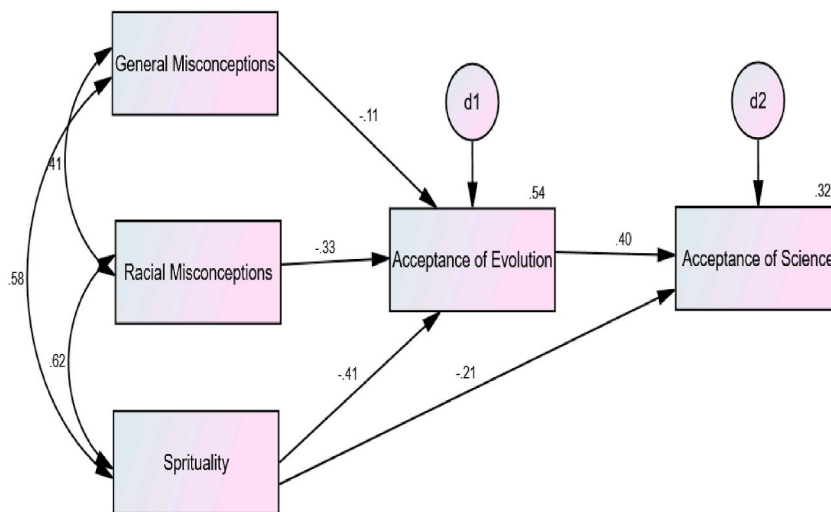 General Misconceptions
d1
d2
-.11
.41
.54
.32
Racial Misconceptions
-.33
Acceptance of Evolution
.40
Acceptance of Science
.58
.62
-.41
-.21
Sprituality